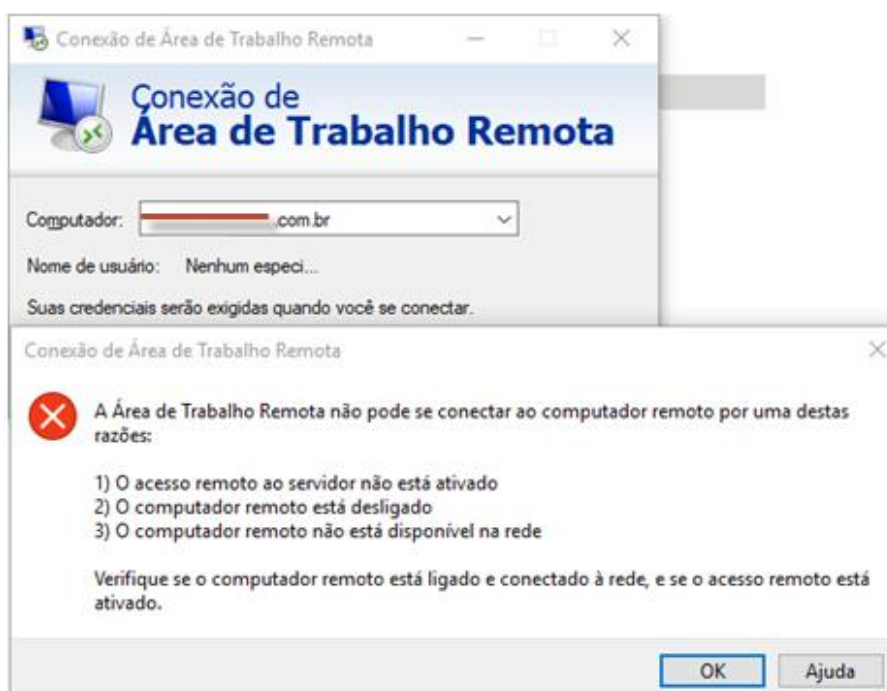 Conexão de Área de Trabalho Remota
Conexão de
Área de Trabalho Remota
Computador: .com.br
Nome de usuário: Nenhum especi...
Suas credenciais serão exigidas quando você se conectar.
Conexão de Área de Trabalho Remota
A Área de Trabalho Remota não pode se conectar ao computador remoto por uma destas
razões:
1) O acesso remoto ao servidor não está ativado
2) O computador remoto está desligado
3) O computador remoto não está disponível na rede
Verifique se o computador remoto está ligado e conectado à rede, e se o acesso remoto está
ativado.
OK Ajuda